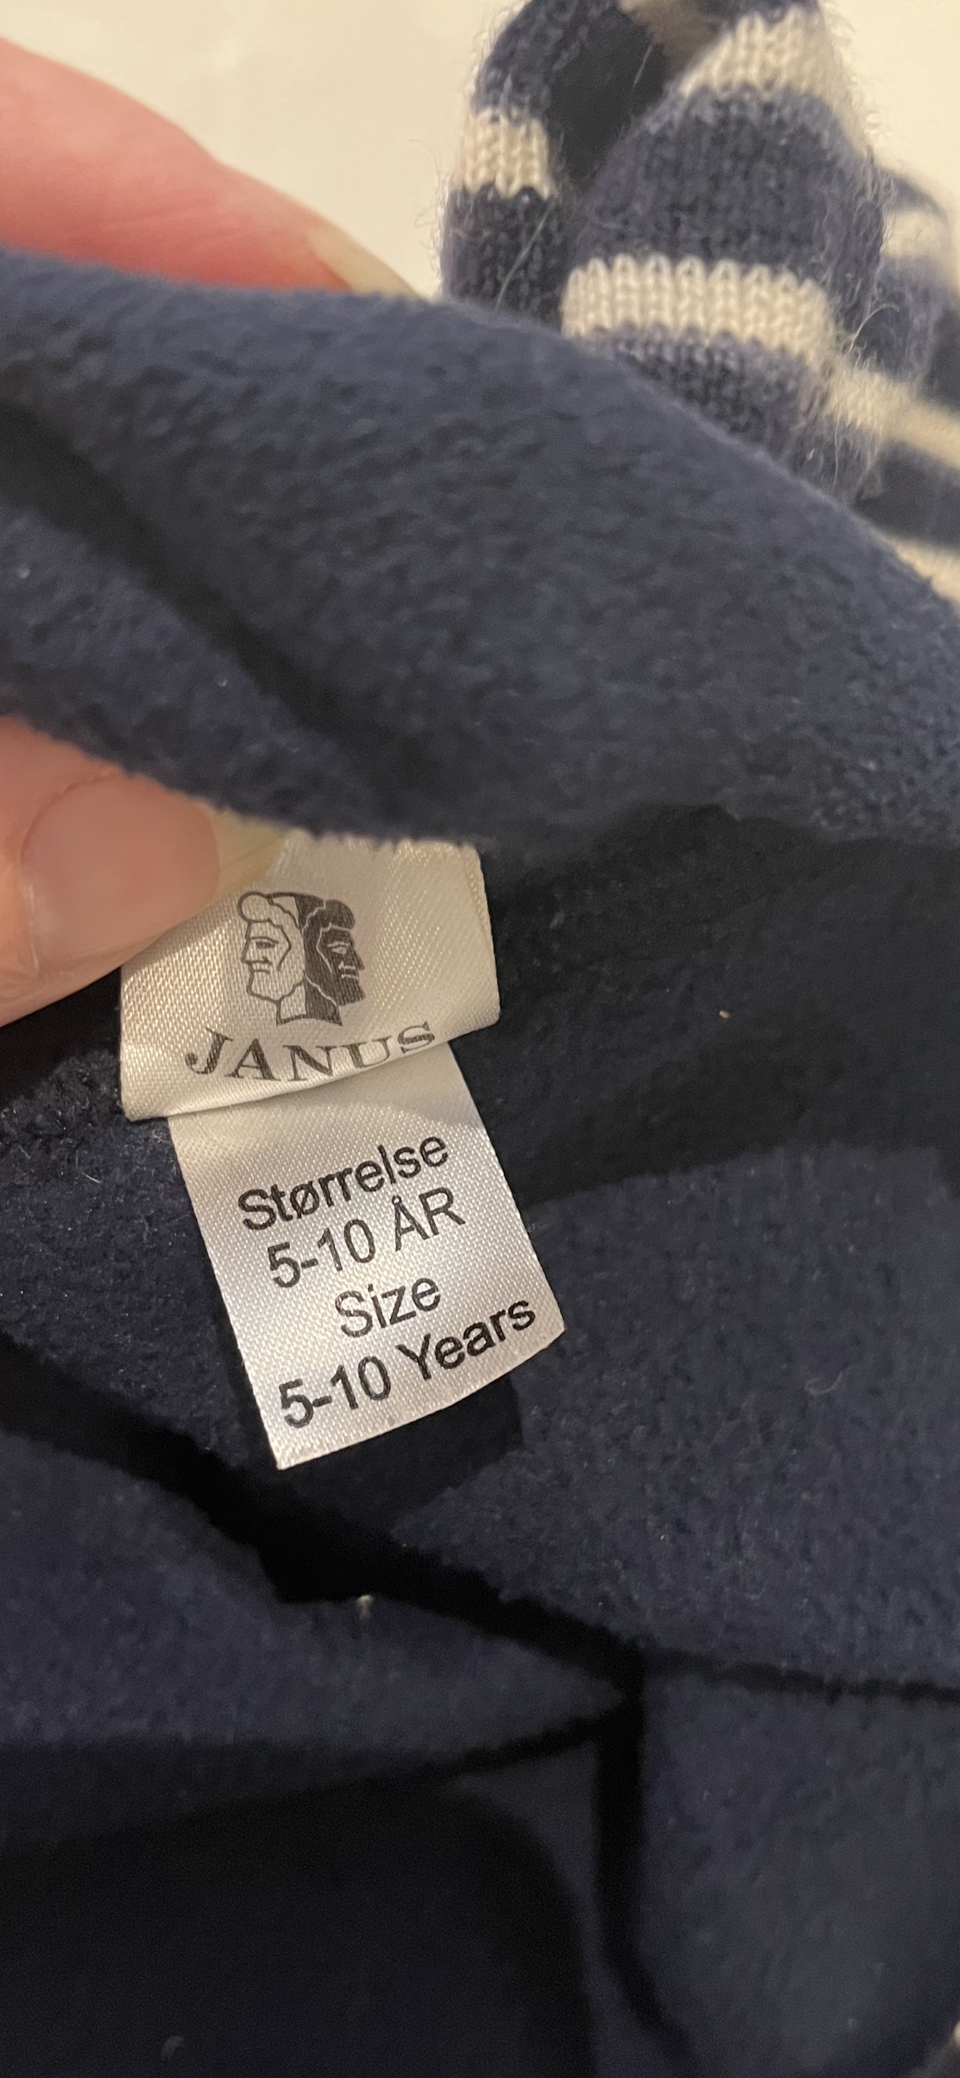 JANUS
Størrelse
5-10 ÅR
Size
5-10 Years